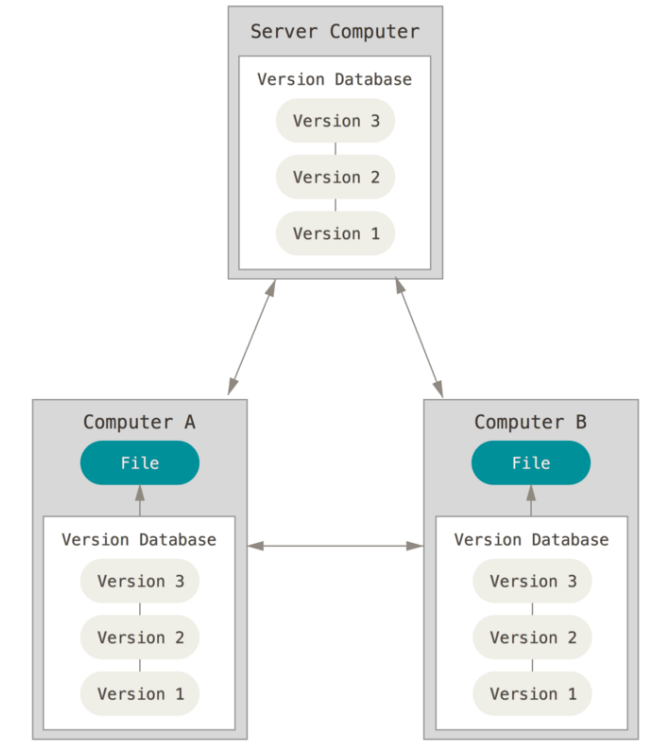 Server Computer
Version Database
Version 3
Version 2
Version 1
Computer A
File
Version Database
Version 3
Version 2
Version 1
Computer B
File
Version Database
Version 3
Version 2
Version 1